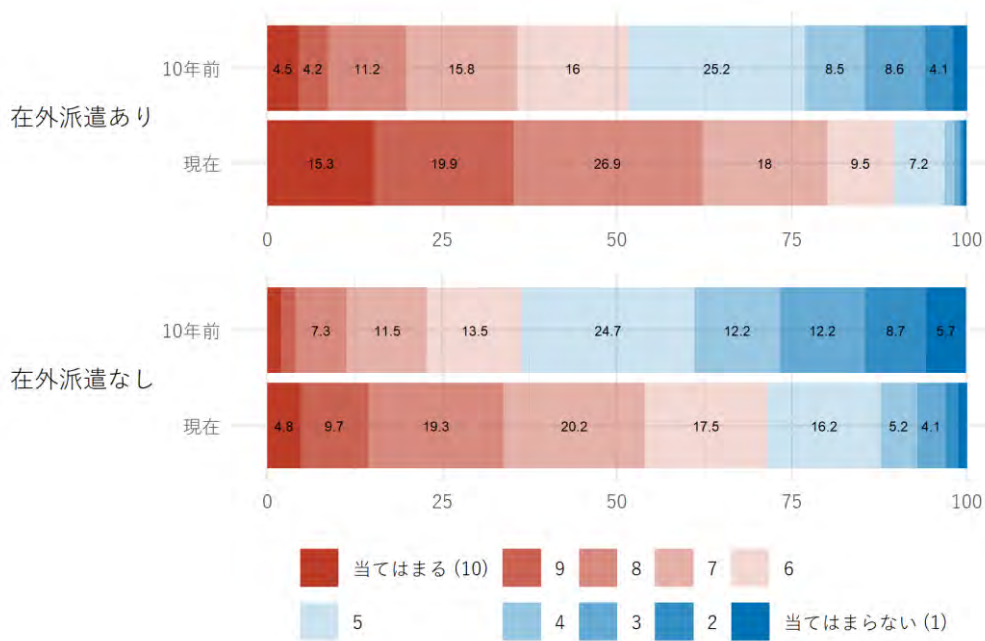 10年前 4.5 4.2 11.2 15.8 16 25.2 8.5 8.6 4.1
在外派遣あり
現在 15.3 19.9 26.9 18 9.5 7.2
0 25 50 75 100
10年前 7.3 11.5 13.5 24.7 12.2 12.2 8.7 5.7
在外派遣なし
現在 4.8 9.7 19.3 20.2 17.5 16.2 5.2 4.1
0 25 50 75 100
当てはまる (10) 9 8 7 6
5 4 3 2 当てはまらない (1)